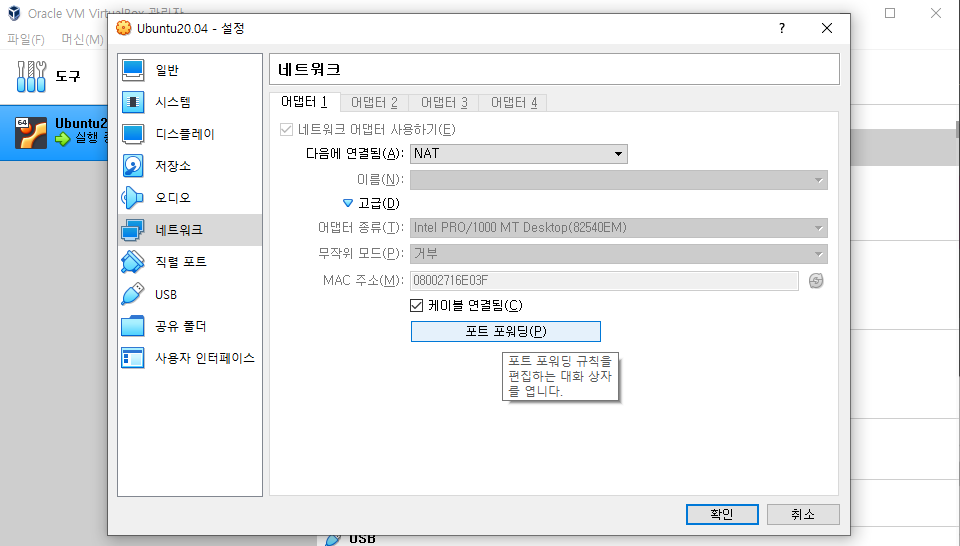 Oracle VM VirtualBox 관리자
파일(F) 머신(M)
도구
64
Ubuntu2
실행 중
Ubuntu20.04 - 설정
?
일반
시스템
디스플레이
저장소
오디오
네트워크
직렬 포트
USB
공유 폴더
사용자 인터페이스
네트워크
어댑터 1 어댑터 2 어댑터 3 어댑터 4
네트워크 어댑터 사용하기(E)
다음에 연결됨(A): NAT
이름(N):
고급(D)
어댑터 종류(T): Intel PRO/1000 MT Desktop(82540EM)
무작위 모드(P): 거부
MAC 주소(M): 08002716E03F
케이블 연결됨(C)
포트 포워딩(P)
포트 포워딩 규칙을
편집하는 대화 상자
를 엽니다.
확인 취소
USB